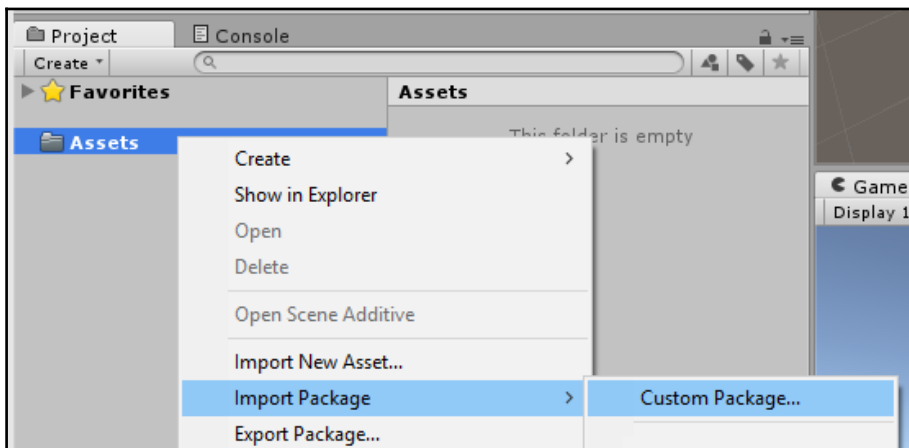 Project
Console
Create
Favorites
Assets
Assets
This folder is empty
Create
Show in Explorer
Open
Delete
Open Scene Additive
Import New Asset...
Import Package
Custom Package...
Export Package...
Game
Display 1